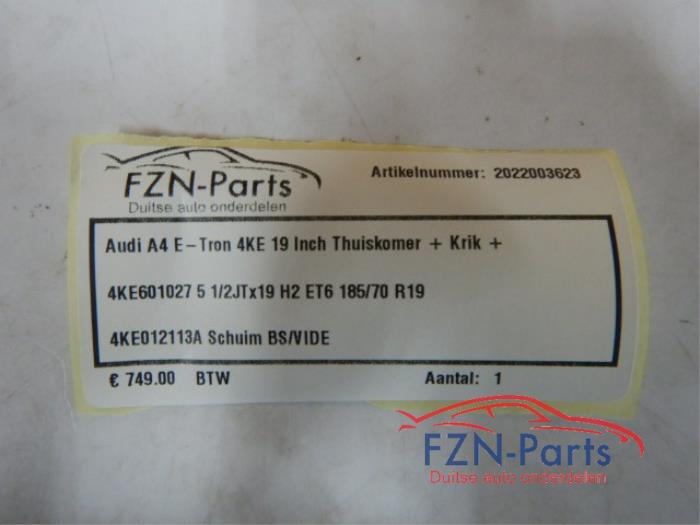 FZN-Parts
Duitse auto onderdelen
Artikelnummer: 2022003623
Audi A4 E-Tron 4KE 19 Inch Thuiskomer + Krik +
4KE601027 5 1/2JTx19 H2 ET6 185/70 R19
4KE012113A Schuim BS/VIDE
€ 749.00 BTW Aantal: 1
FZN-Parts
Duitse auto onderdelen